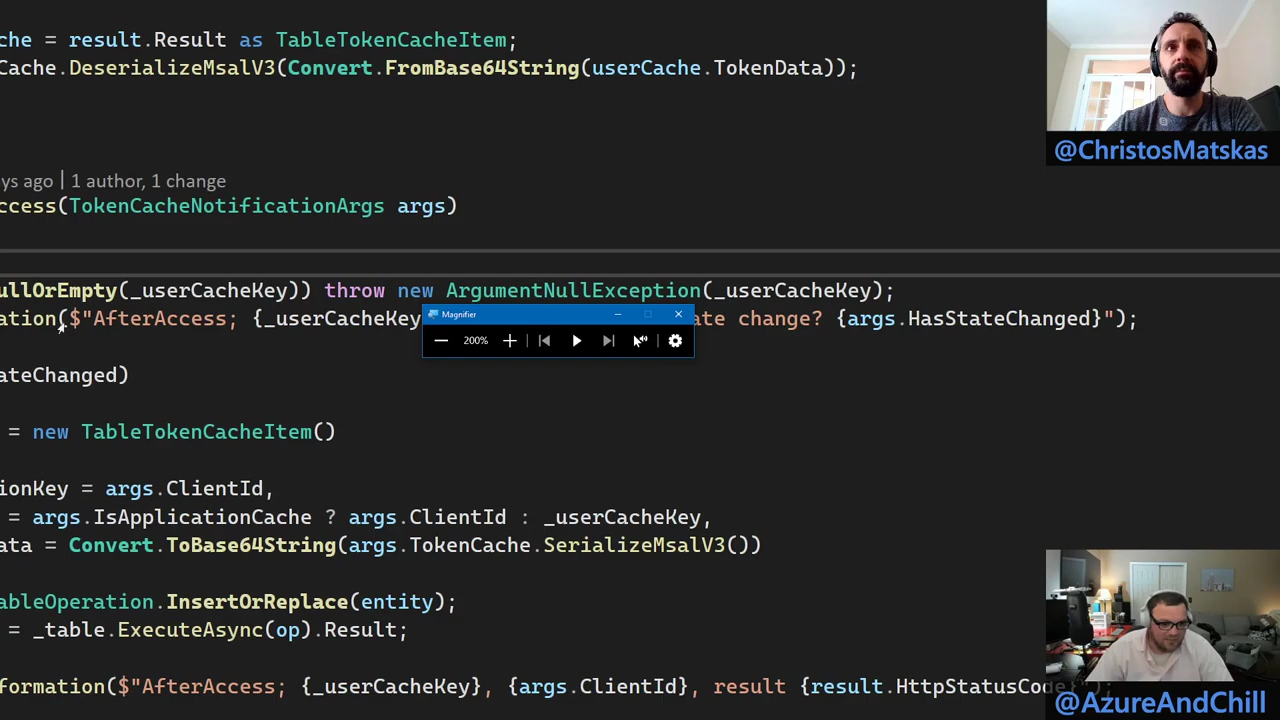 che = result.Result as TableTokenCacheItem;
Cache.DeserializeMsalV3(Convert.FromBase64String(userCache.TokenData));
@ChristosMatskas
ys ago | 1 author, 1 change
ccess(TokenCacheNotificationArgs args)
ullOrEmpty(_userCacheKey)) throw new ArgumentNullException(_userCacheKey);
ation($"AfterAccess; {_userCacheKey
ate change? {args.HasStateChanged}");
Magnifier
200%
ateChanged)
= new TableTokenCacheItem()
ionKey = args.ClientId,
= args.IsApplicationCache ? args.ClientId : _userCacheKey,
ata = Convert.ToBase64String(args.TokenCache.SerializeMsalV3())
ableOperation.InsertOrReplace(entity);
= _table.ExecuteAsync(op).Result;
formation($"AfterAccess; {_userCacheKey}, {args.ClientId}, result {result.HttpStatusCode}");
@AzureAndChill